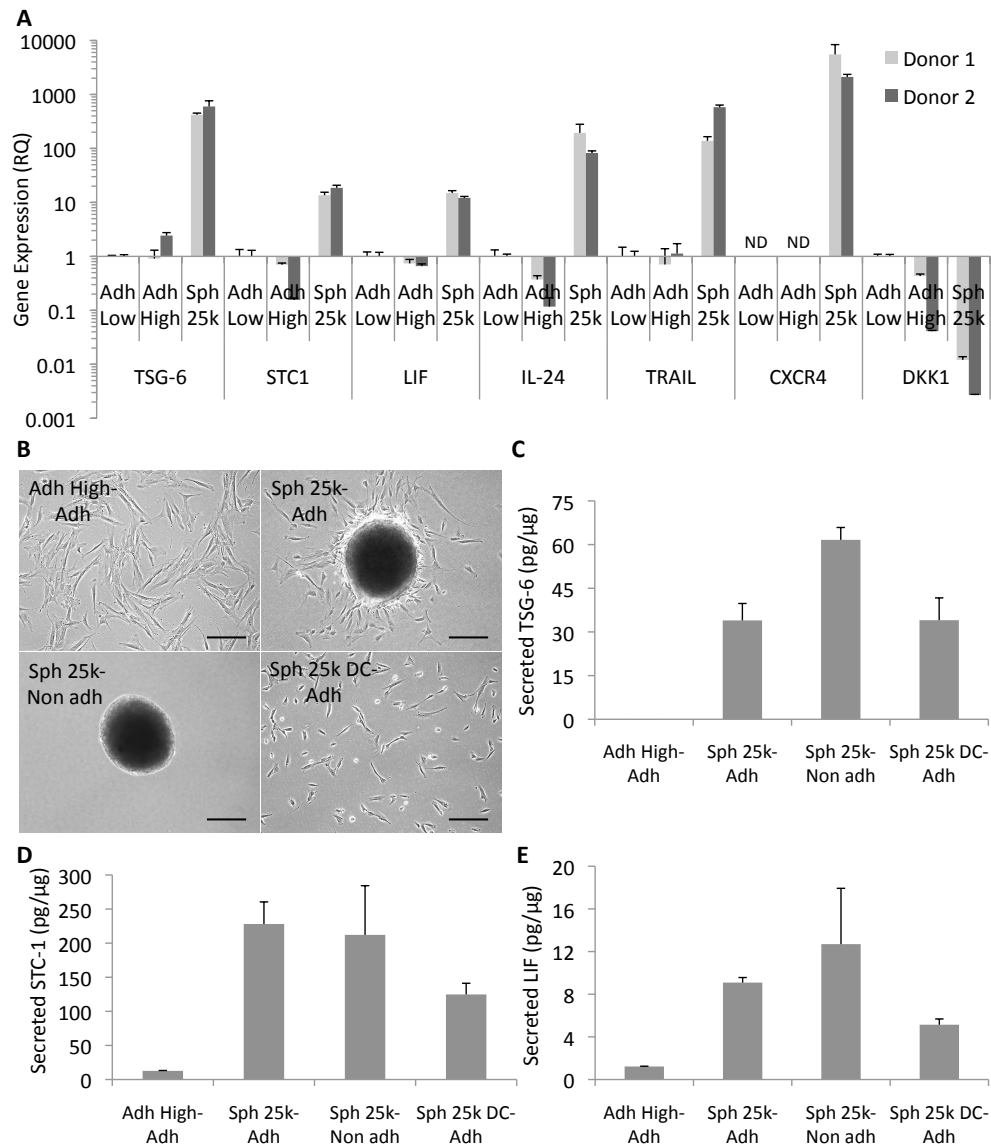 A
10000
1000
100
10
1
0.1
0.01
0.001
Gene Expression (RQ)
Donor 1
Donor 2
ND ND
Adh Low Adh High Sph 25k Adh Low Adh High Sph 25k Adh Low Adh High Sph 25k Adh Low Adh High Sph 25k Adh Low Adh High Sph 25k Adh Low Adh High Sph 25k Adh Low Adh High Sph 25k
TSG-6 STC1 LIF IL-24 TRAIL CXCR4 DKK1
B
Adh High-
Adh
Sph 25k-
Adh
Sph 25k-
Non adh
Sph 25k DC-
Adh
C
75
60
45
30
15
0
Secreted TSG-6 (pg/μg)
Adh High- Sph 25k- Sph 25k- Sph 25k DC-
Adh Adh Non adh Adh
D
300
250
200
150
100
50
0
Secreted STC-1 (pg/μg)
Adh High- Sph 25k- Sph 25k- Sph 25k DC-
Adh Adh Non adh Adh
E
20
16
12
8
4
0
Secreted LIF (pg/μg)
Adh High- Sph 25k- Sph 25k- Sph 25k DC-
Adh Adh Non adh Adh